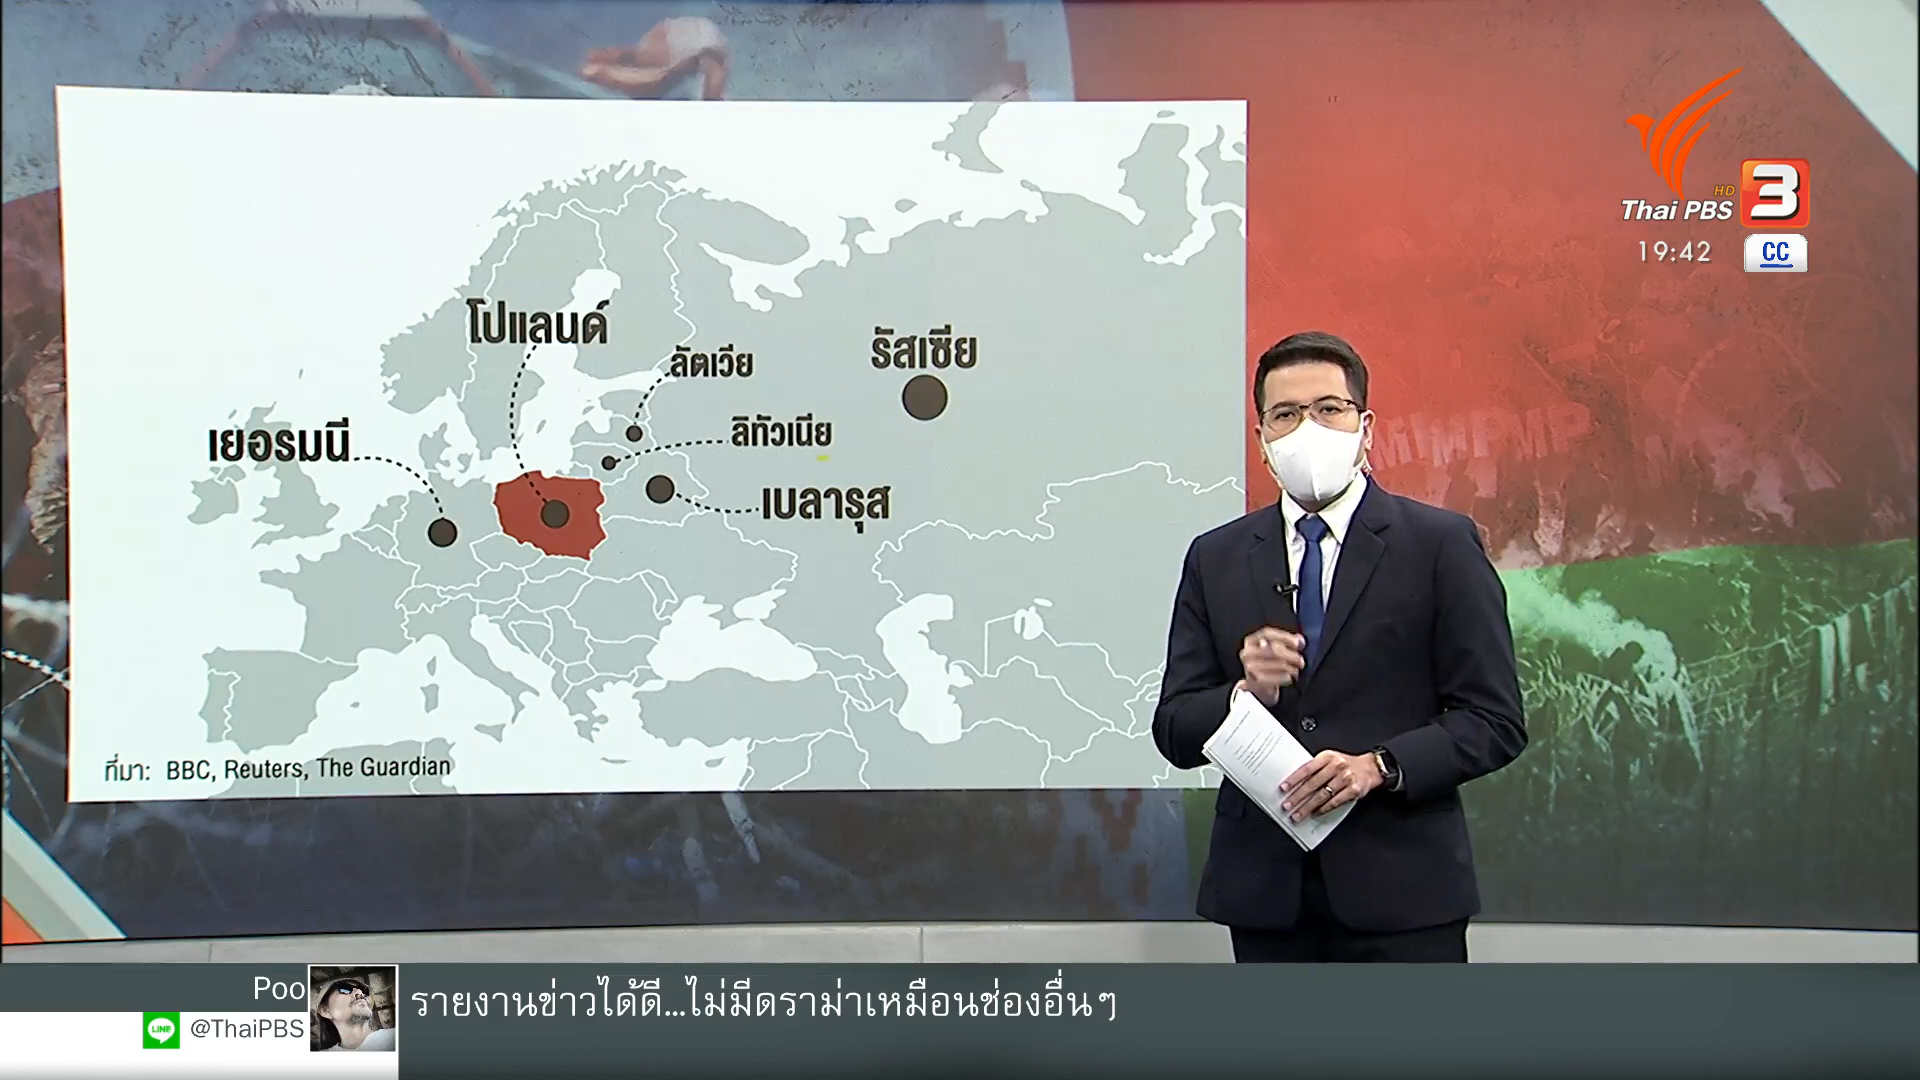 โปแลนด์
ลัตเวีย
รัสเซีย
เยอรมนี
ลิทัวเนีย
เบลารุส
ที่มา: BBC, Reuters, The Guardian
HD
Thai PBS 3
19:42 CC
Poo
LINE @ThaiPBS
รายงานข่าวได้ดี...ไม่มีดราม่าเหมือนช่องอื่นๆ